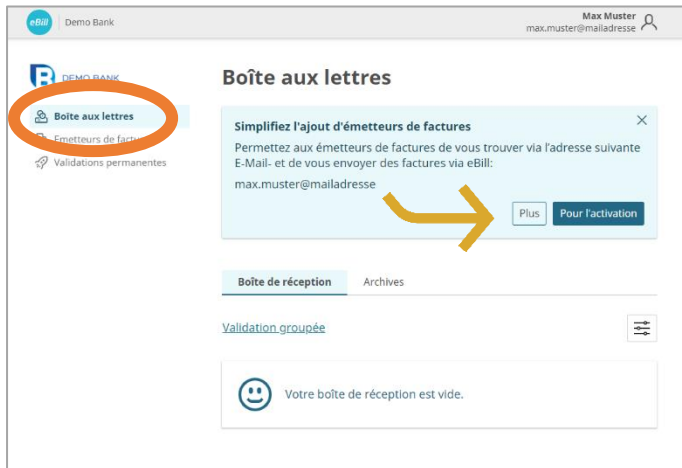 eBill Demo Bank
Max Muster
max.muster@mailadresse
DEMO BANK
Boîte aux lettres
Emetteurs de
Validations permanentes
Boîte aux lettres
Simplifiez l'ajout d'émetteurs de factures
Permettez aux émetteurs de factures de vous trouver via l'adresse suivante
E-Mail- et de vous envoyer des factures via eBill:
max.muster@mailadresse
Plus Pour l'activation
Boîte de réception Archives
Validation groupée
Votre boîte de réception est vide.